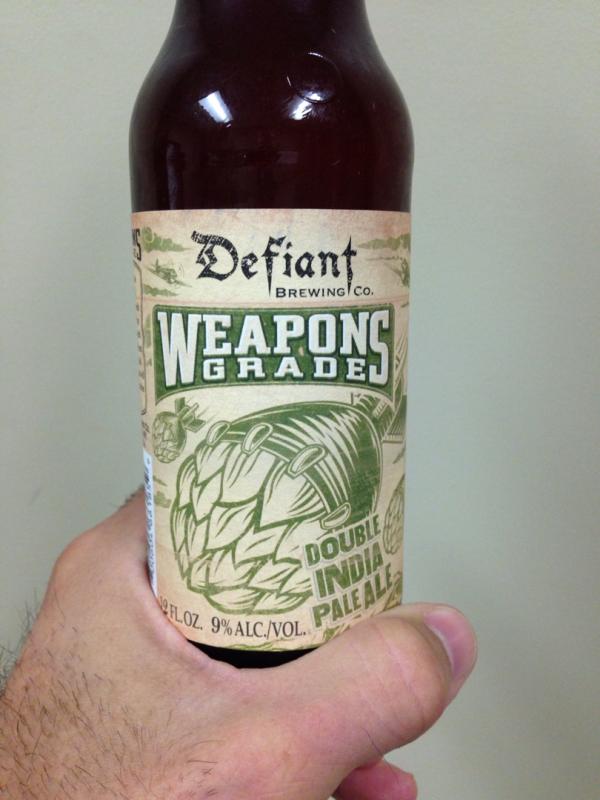 Defiant
BREWING CO.
WEAPONS
GRADE
DOUBLE
INDIA
PALE ALE
FL. OZ. 9% ALC./VOL.